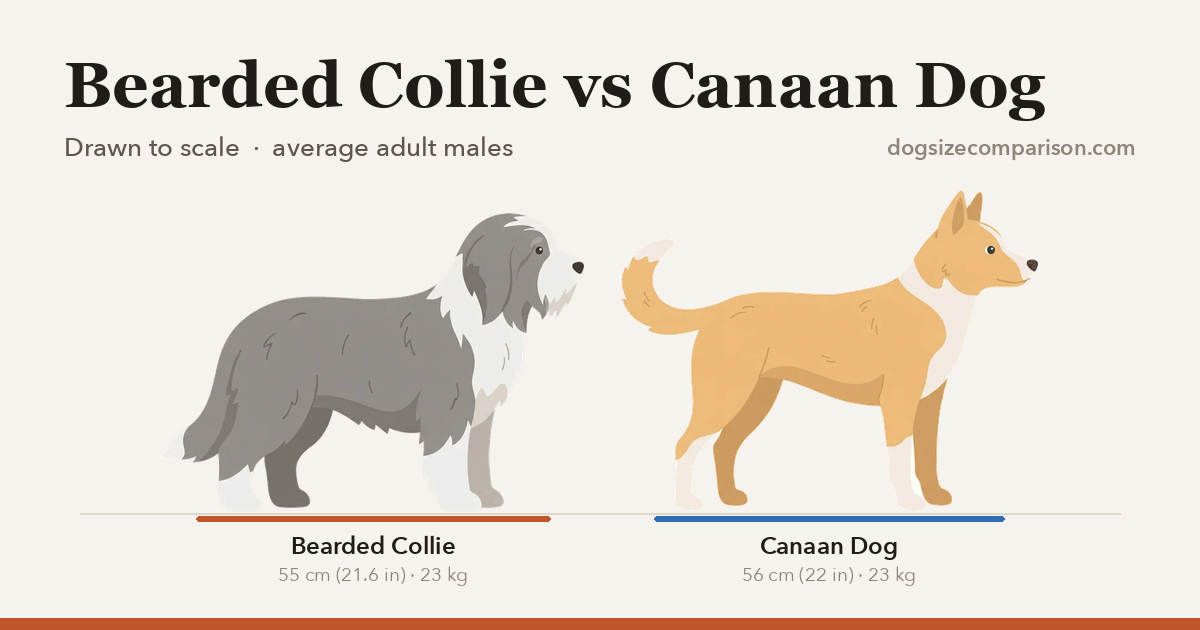 Bearded Collie vs Canaan Dog
Drawn to scale · average adult males
dogsizecomparison.com
Bearded Collie
55 cm (21.6 in) · 23 kg
Canaan Dog
56 cm (22 in) · 23 kg